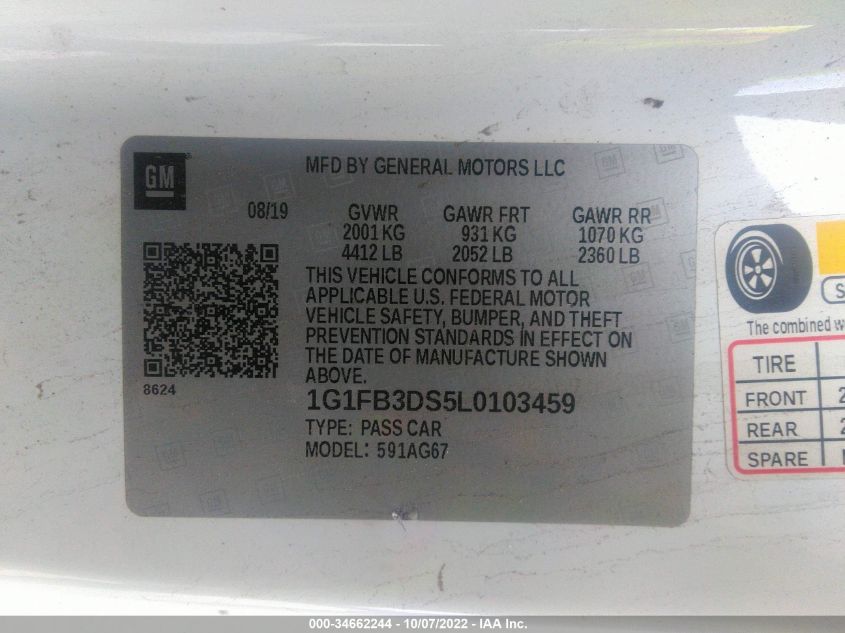 GM
MFD BY GENERAL MOTORS LLC
08/19 GVWR GAWR FRT GAWR RR
2001 KG 931 KG 1070 KG
4412 LB 2052 LB 2360 LB
THIS VEHICLE CONFORMS TO ALL
APPLICABLE U.S. FEDERAL MOTOR
VEHICLE SAFETY, BUMPER, AND THEFT
PREVENTION STANDARDS IN EFFECT ON
THE DATE OF MANUFACTURE SHOWN
ABOVE.
8624
1G1FB3DS5L0103459
TYPE: PASS CAR
MODEL: 591AG67
The combined
TIRE
FRONT 2
REAR 2
SPARE
000-34662244 - 10/07/2022 - IAA Inc.